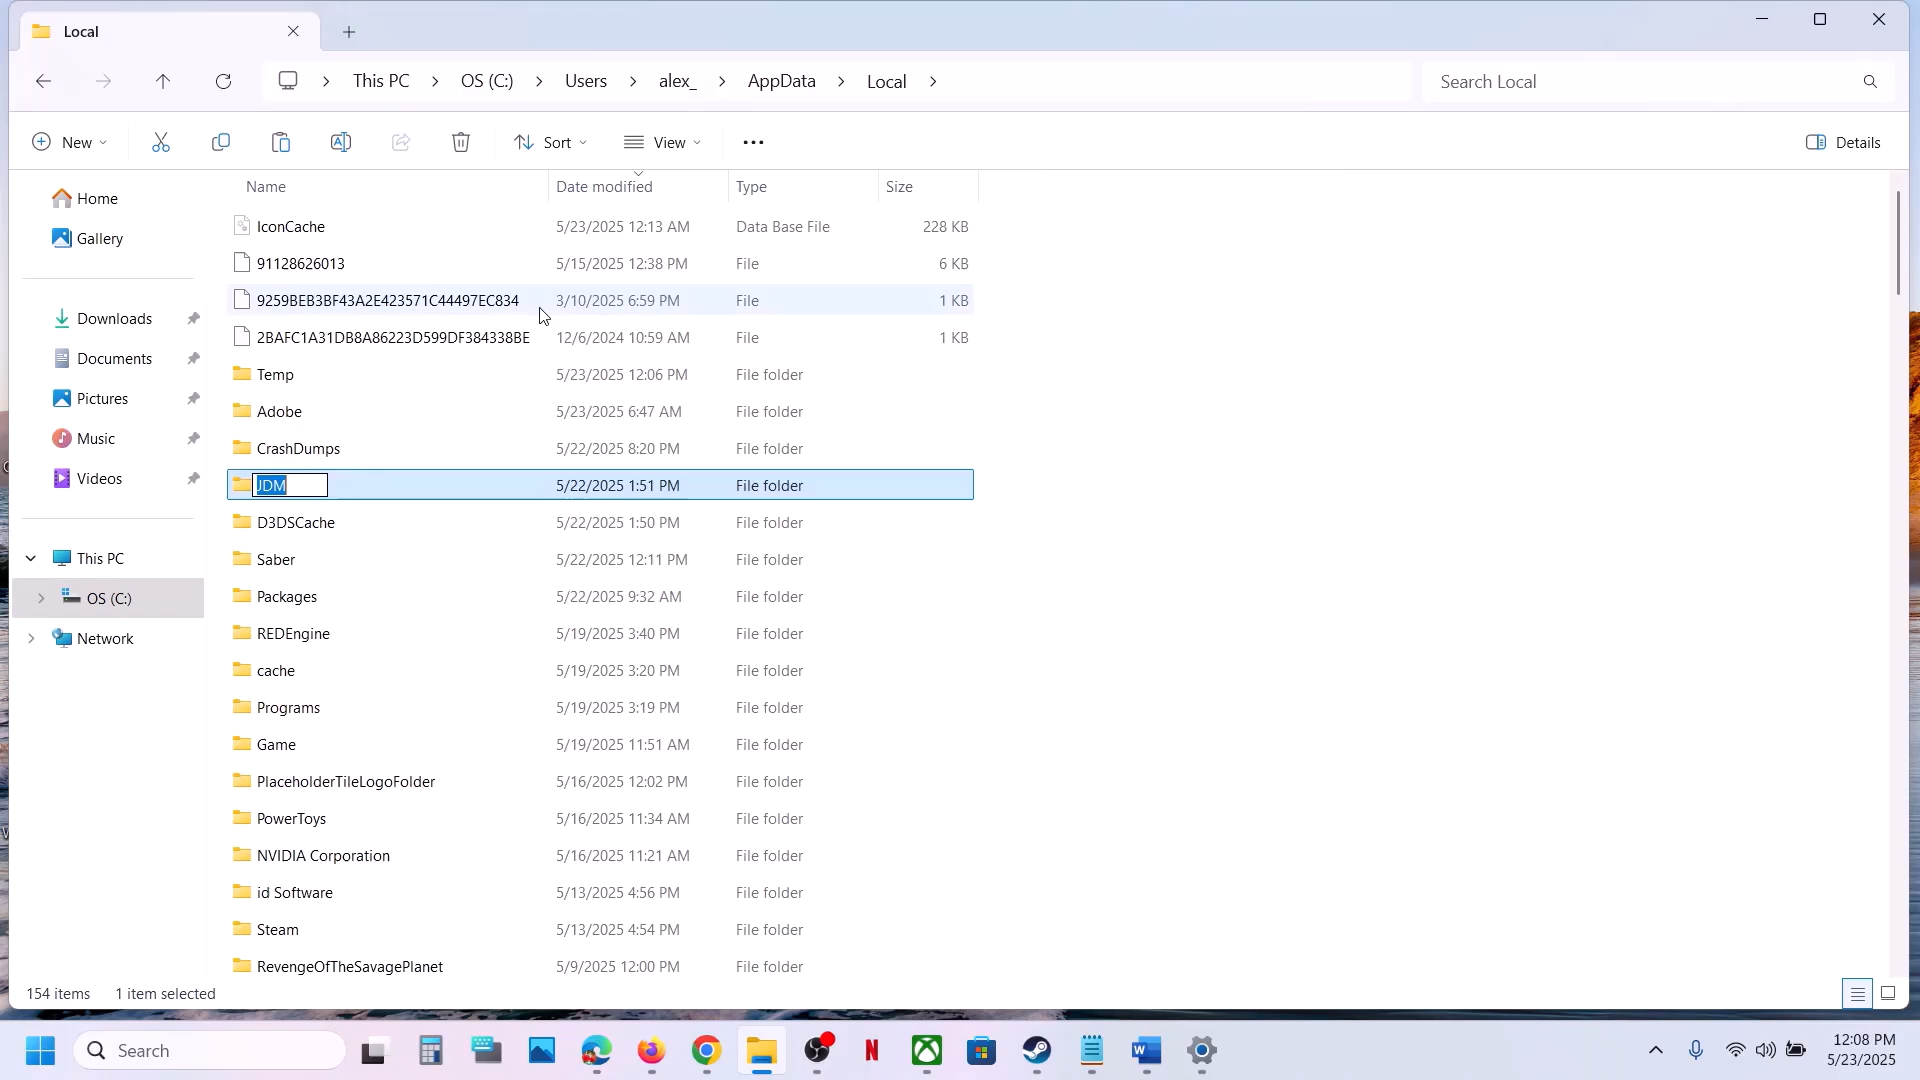 Local
This PC > OS (C:) > Users > alex_ > AppData > Local >
Search Local
New
Sort
View
Details
Name Date modified Type Size
IconCache 5/23/2025 12:13 AM Data Base File 228 KB
91128626013 5/15/2025 12:38 PM File 6 KB
9259BEB3BF43A2E423571C44497EC834 3/10/2025 6:59 PM File 1 KB
2BAFC1A31DB8A86223D599DF384338BE 12/6/2024 10:59 AM File 1 KB
Temp 5/23/2025 12:06 PM File folder
Adobe 5/23/2025 6:47 AM File folder
CrashDumps 5/22/2025 8:20 PM File folder
JDM 5/22/2025 1:51 PM File folder
D3DSCache 5/22/2025 1:50 PM File folder
Saber 5/22/2025 12:11 PM File folder
Packages 5/22/2025 9:32 AM File folder
REDEngine 5/19/2025 3:40 PM File folder
cache 5/19/2025 3:20 PM File folder
Programs 5/19/2025 3:19 PM File folder
Game 5/19/2025 11:51 AM File folder
PlaceholderTileLogoFolder 5/16/2025 12:02 PM File folder
PowerToys 5/16/2025 11:34 AM File folder
NVIDIA Corporation 5/16/2025 11:21 AM File folder
id Software 5/13/2025 4:56 PM File folder
Steam 5/13/2025 4:54 PM File folder
RevengeOfTheSavagePlanet 5/9/2025 12:00 PM File folder
Home
Gallery
Downloads
Documents
Pictures
Music
Videos
This PC
OS (C:)
Network
154 items 1 item selected
Search
12:08 PM
5/23/2025